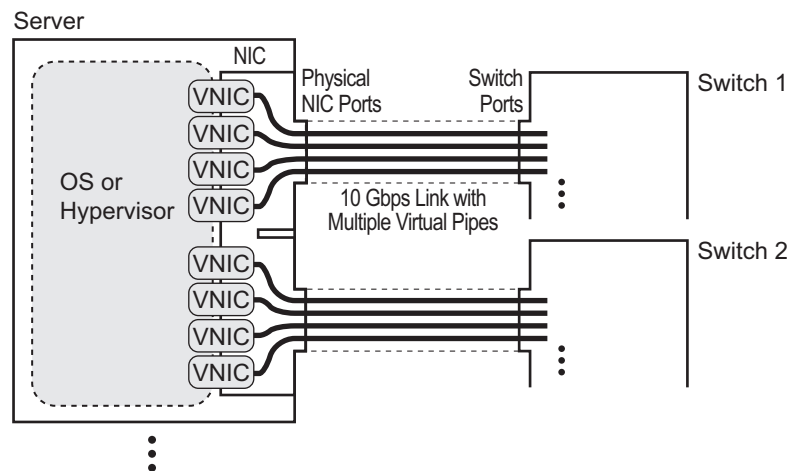 Server
NIC
Physical
NIC Ports
Switch
Ports
Switch 1
VNIC
VNIC
VNIC
VNIC
OS or
Hypervisor
10 Gbps Link with
Multiple Virtual Pipes
Switch 2
VNIC
VNIC
VNIC
VNIC